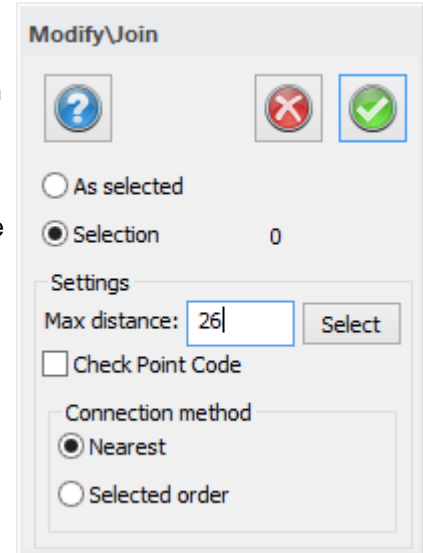 Modify\Join
?
As selected
Selection 0
Settings
Max distance: 26 Select
Check Point Code
Connection method
Nearest
Selected order